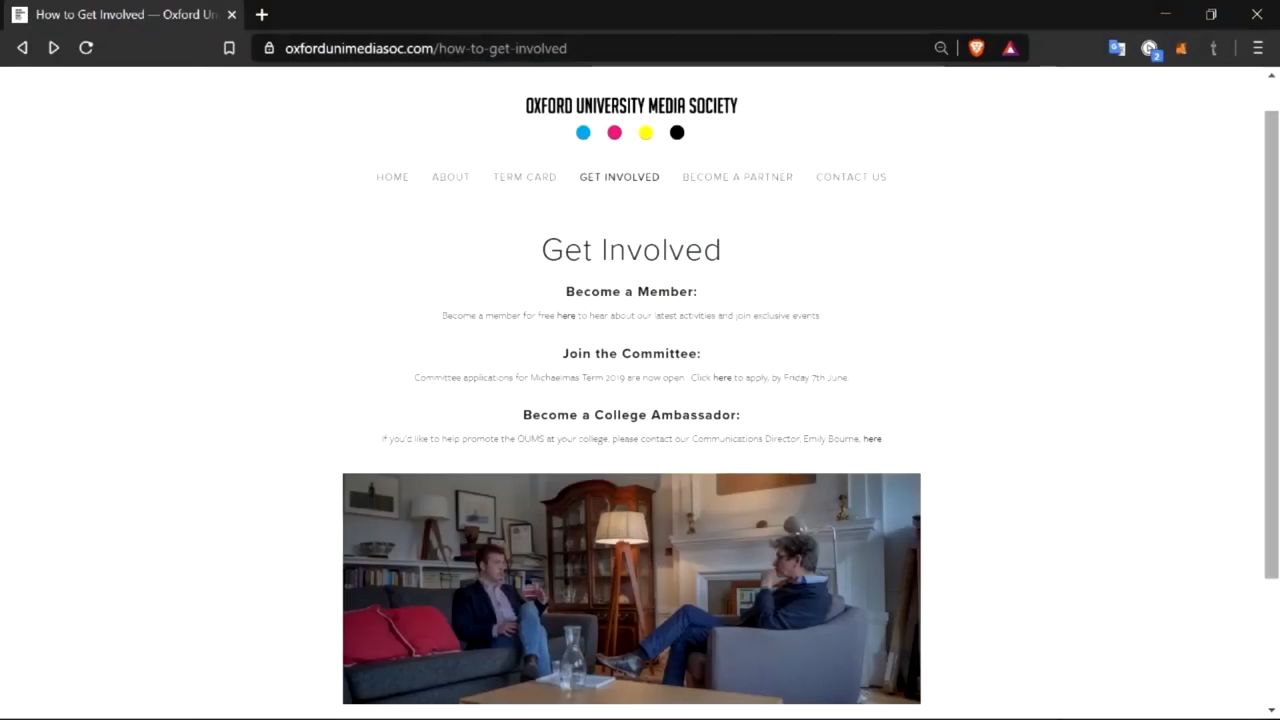 How to Get Involved — Oxford Un
oxfordunimediasoc.com/how-to-get-involved
2
OXFORD UNIVERSITY MEDIA SOCIETY
HOME ABOUT TERM CARD GET INVOLVED BECOME A PARTNER CONTACT US
Get Involved
Become a Member:
Become a member for free here to hear about our latest activities and join exclusive events.
Join the Committee:
Committee applications for Michaelmas Term 2019 are now open. Click here to apply, by Friday 7th June.
Become a College Ambassador:
If you'd like to help promote the OUMS at your college, please contact our Communications Director, Emily Bourne, here